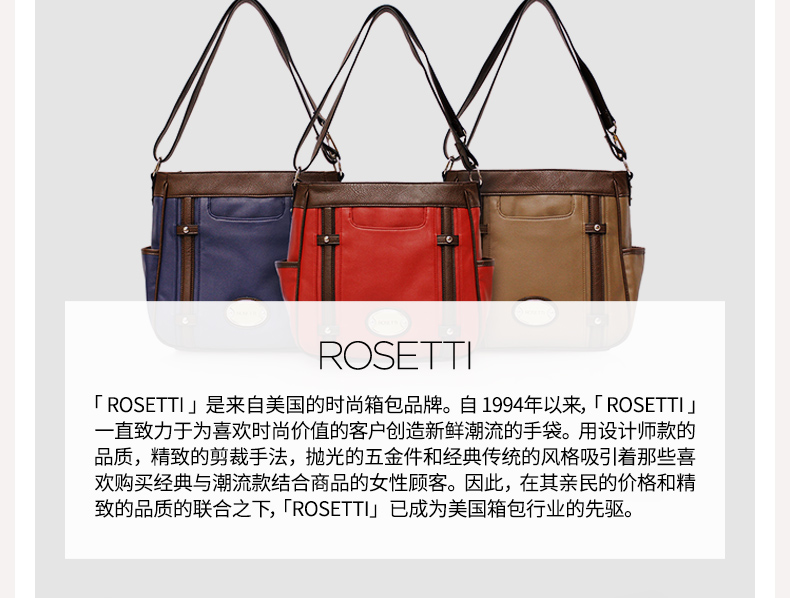 ROSETTI
「 ROSETTI 」是来自美国的时尚箱包品牌。自 1994年以来，「 ROSETTI 」
一直致力于为喜欢时尚价值的客户创造新鲜潮流的手袋。用设计师款的
品质，精致的剪裁手法，抛光的五金件和经典传统的风格吸引着那些喜
欢购买经典与潮流款结合商品的女性顾客。因此，在其亲民的价格和精
致的品质的联合之下，「ROSETTI」已成为美国箱包行业的先驱。